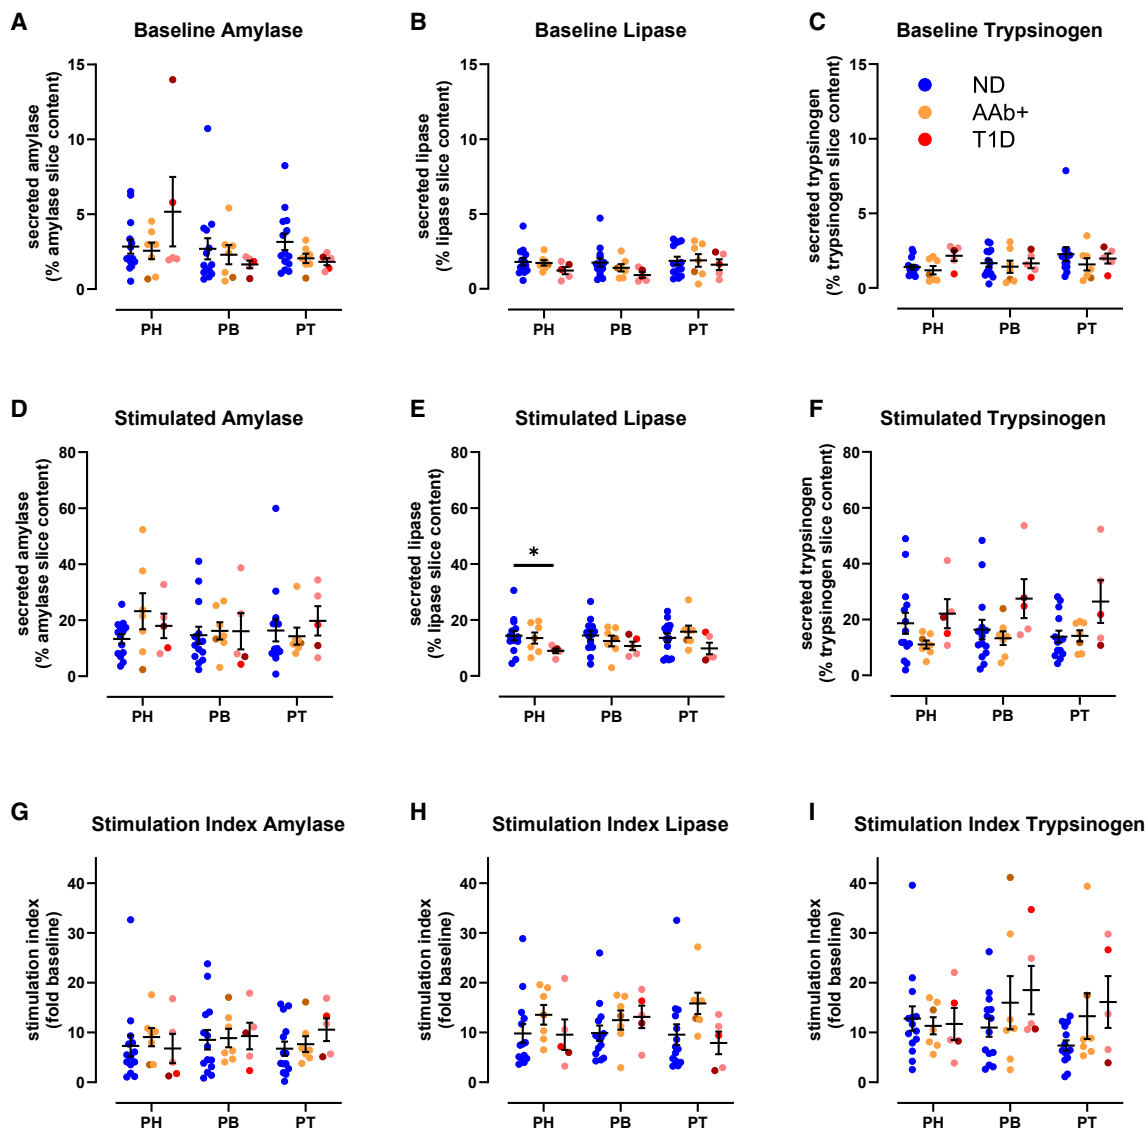 A
Baseline Amylase
secreted amylase
(% amylase slice content)
15
10
5
0
PH
PB
PT
B
Baseline Lipase
secreted lipase
(% lipase slice content)
15
10
5
0
PH
PB
PT
C
Baseline Trypsinogen
secreted trypsinogen
(% trypsinogen slice content)
15
10
5
0
ND
AAb+
T1D
PH
PB
PT
D
Stimulated Amylase
secreted amylase
(% amylase slice content)
80
60
40
20
0
PH
PB
PT
E
Stimulated Lipase
secreted lipase
(% lipase slice content)
80
60
40
20
0
*
PH
PB
PT
F
Stimulated Trypsinogen
secreted trypsinogen
(% trypsinogen slice content)
80
60
40
20
0
PH
PB
PT
G
Stimulation Index Amylase
stimulation index
(fold baseline)
40
30
20
10
0
PH
PB
PT
H
Stimulation Index Lipase
stimulation index
(fold baseline)
40
30
20
10
0
PH
PB
PT
I
Stimulation Index Trypsinogen
stimulation Index
(fold baseline)
40
30
20
10
0
PH
PB
PT